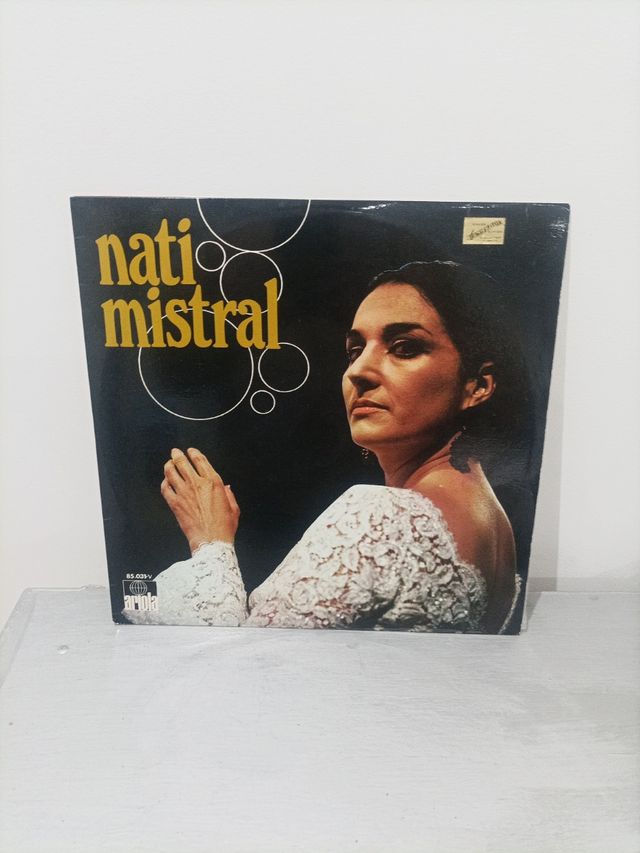 nati
mistral
85.031-V
ariola